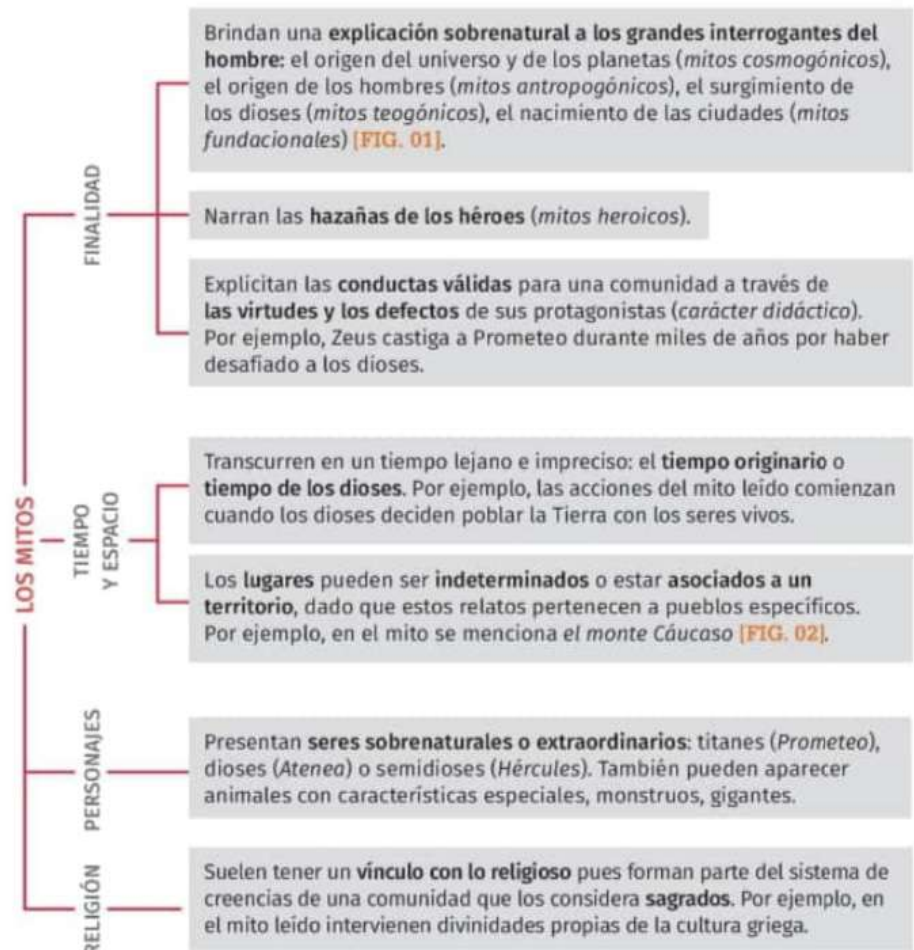 Brindan una explicación sobrenatural a los grandes interrogantes del
hombre: el origen del universo y de los planetas (mitos cosmogónicos),
el origen de los hombres (mitos antropogónicos), el surgimiento de
los dioses (mitos teogónicos), el nacimiento de las ciudades (mitos
fundacionales) [FIG. 01].
FINALIDAD
Narran las hazañas de los héroes (mitos heroicos).
Explicitan las conductas válidas para una comunidad a través de
las virtudes y los defectos de sus protagonistas (carácter didáctico).
Por ejemplo, Zeus castiga a Prometeo durante miles de años por haber
desafiado a los dioses.
LOS MITOS
TIEMPO
Y ESPACIO
Transcurren en un tiempo lejano e impreciso: el tiempo originario o
tiempo de los dioses. Por ejemplo, las acciones del mito leído comienzan
cuando los dioses deciden poblar la Tierra con los seres vivos.
Los lugares pueden ser indeterminados o estar asociados a un
territorio, dado que estos relatos pertenecen a pueblos específicos.
Por ejemplo, en el mito se menciona el monte Cáucaso [FIG. 02].
PERSONAJES
Presentan seres sobrenaturales o extraordinarios: titanes (Prometeo),
dioses (Atenea) o semidioses (Hércules). También pueden aparecer
animales con características especiales, monstruos, gigantes.
RELIGIÓN
Suelen tener un vínculo con lo religioso pues forman parte del sistema de
creencias de una comunidad que los considera sagrados. Por ejemplo, en
el mito leído intervienen divinidades propias de la cultura griega.